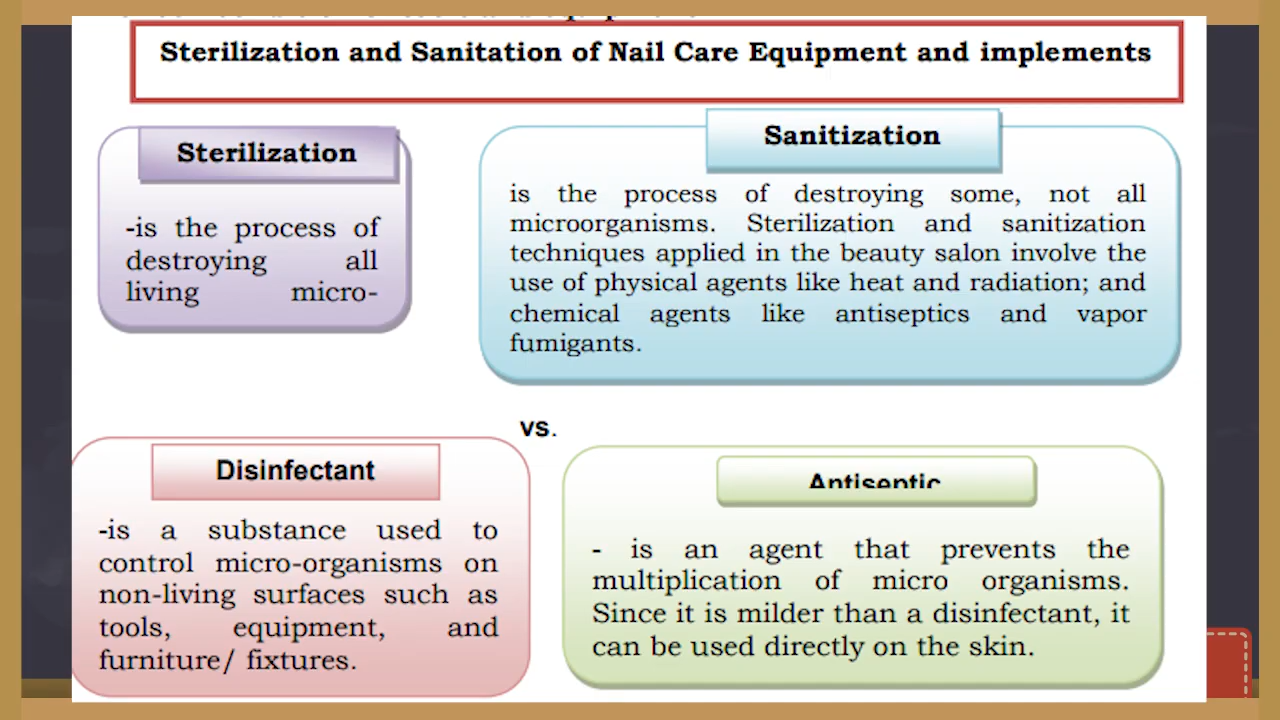 Sterilization and Sanitation of Nail Care Equipment and implements
Sterilization
-is the process of
destroying all
living micro-
Sanitization
is the process of destroying some, not all
microorganisms. Sterilization and sanitization
techniques applied in the beauty salon involve the
use of physical agents like heat and radiation; and
chemical agents like antiseptics and vapor
fumigants.
vs.
Disinfectant
-is a substance used to
control micro-organisms on
non-living surfaces such as
tools, equipment, and
furniture/ fixtures.
Antiseptic
- is an agent that prevents the
multiplication of micro organisms.
Since it is milder than a disinfectant, it
can be used directly on the skin.